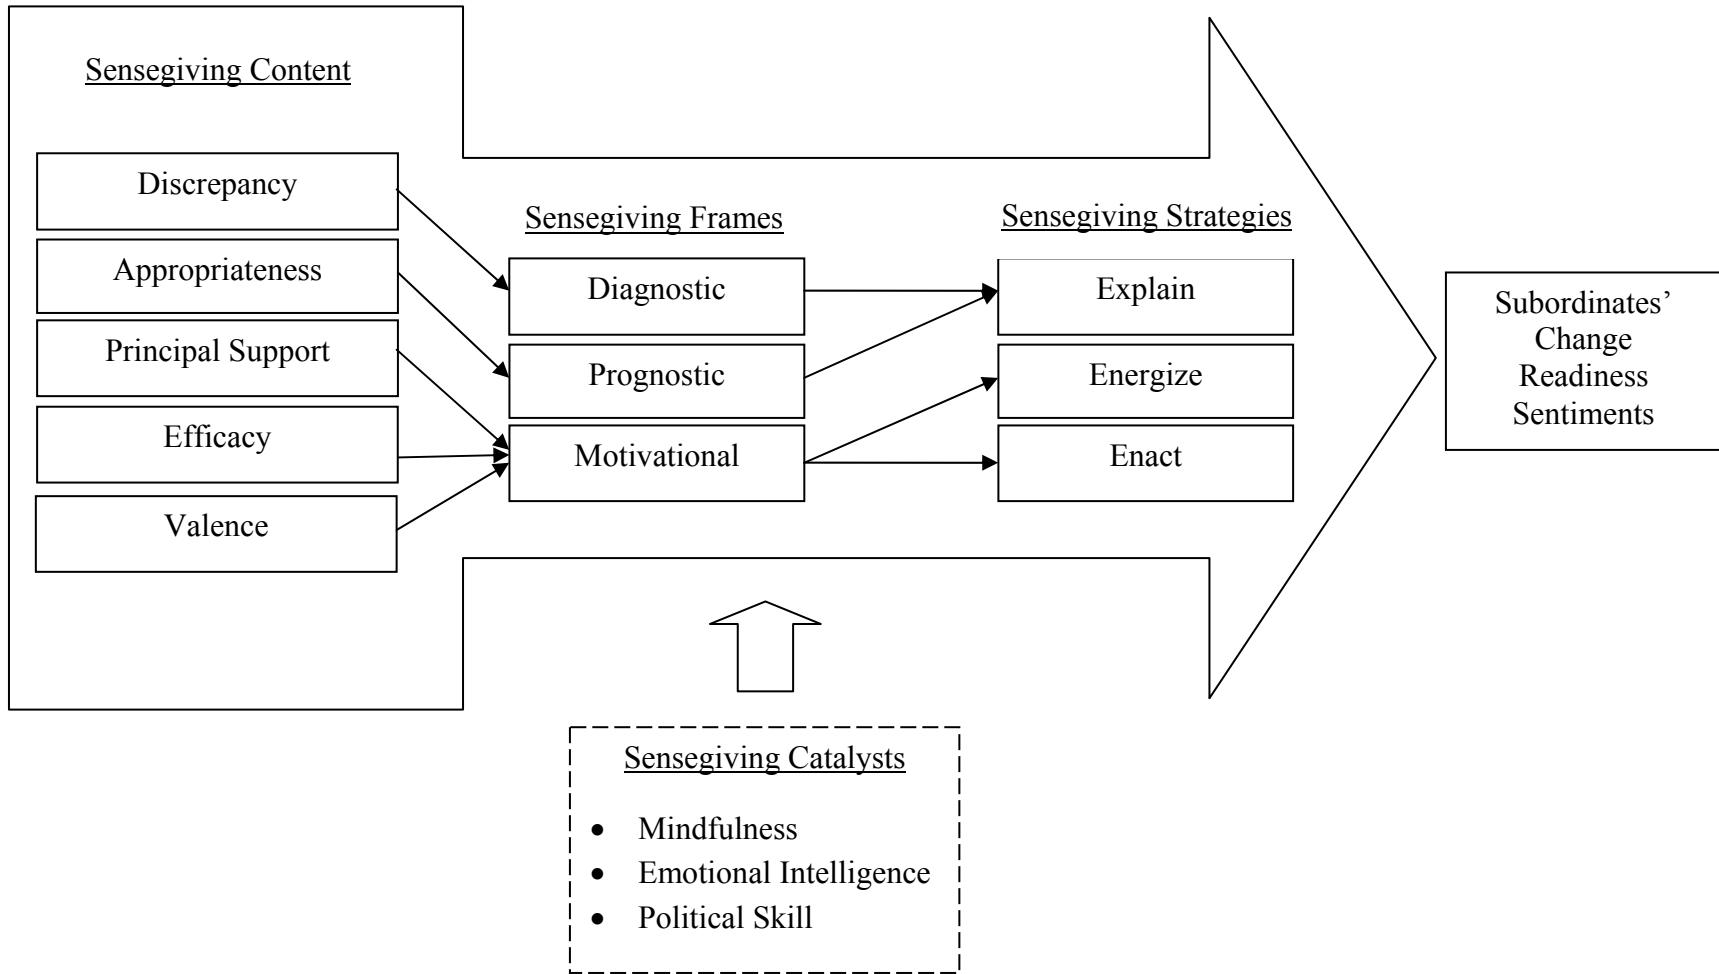 Sensegiving Content
Discrepancy
Appropriateness
Principal Support
Efficacy
Valence
Sensegiving Frames
Diagnostic
Prognostic
Motivational
Sensegiving Strategies
Explain
Energize
Enact
Subordinates’
Change
Readiness
Sentiments
Sensegiving Catalysts
• Mindfulness
• Emotional Intelligence
• Political Skill